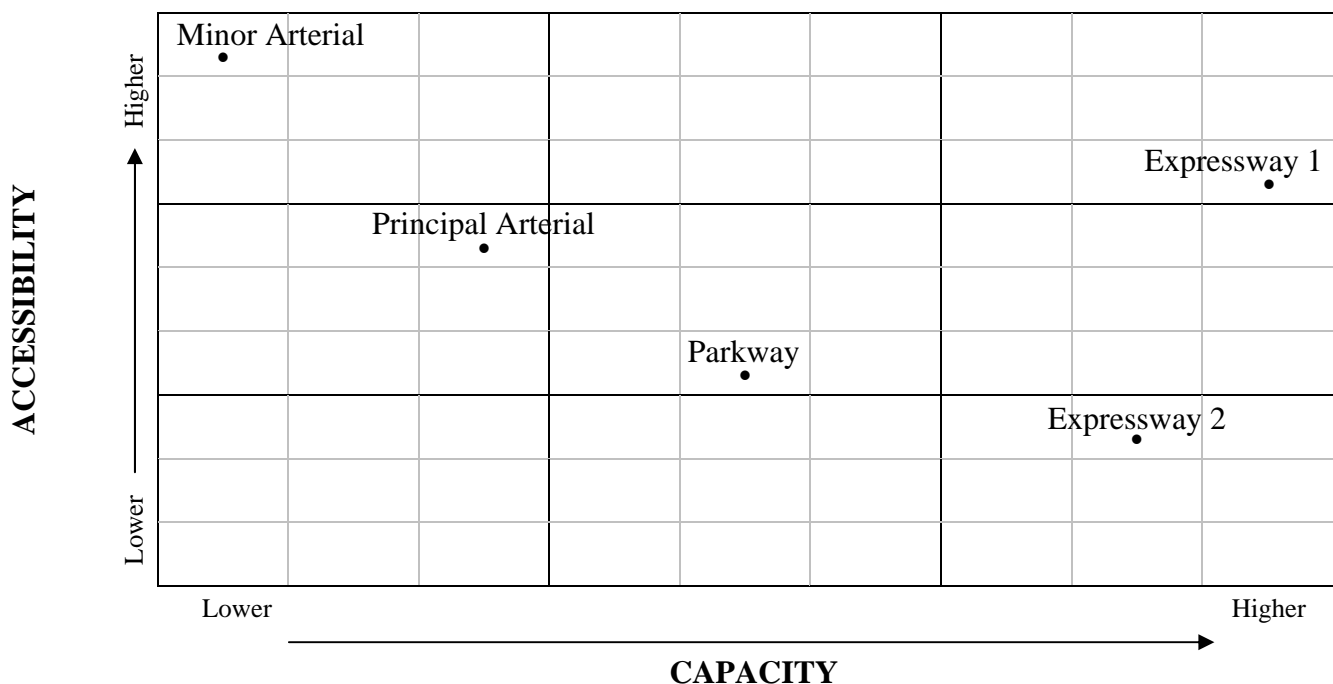 Minor Arterial
Higher
Expressway 1
Principal Arterial
ACCESSIBILITY
Parkway
Expressway 2
Lower
Lower
Higher
CAPACITY